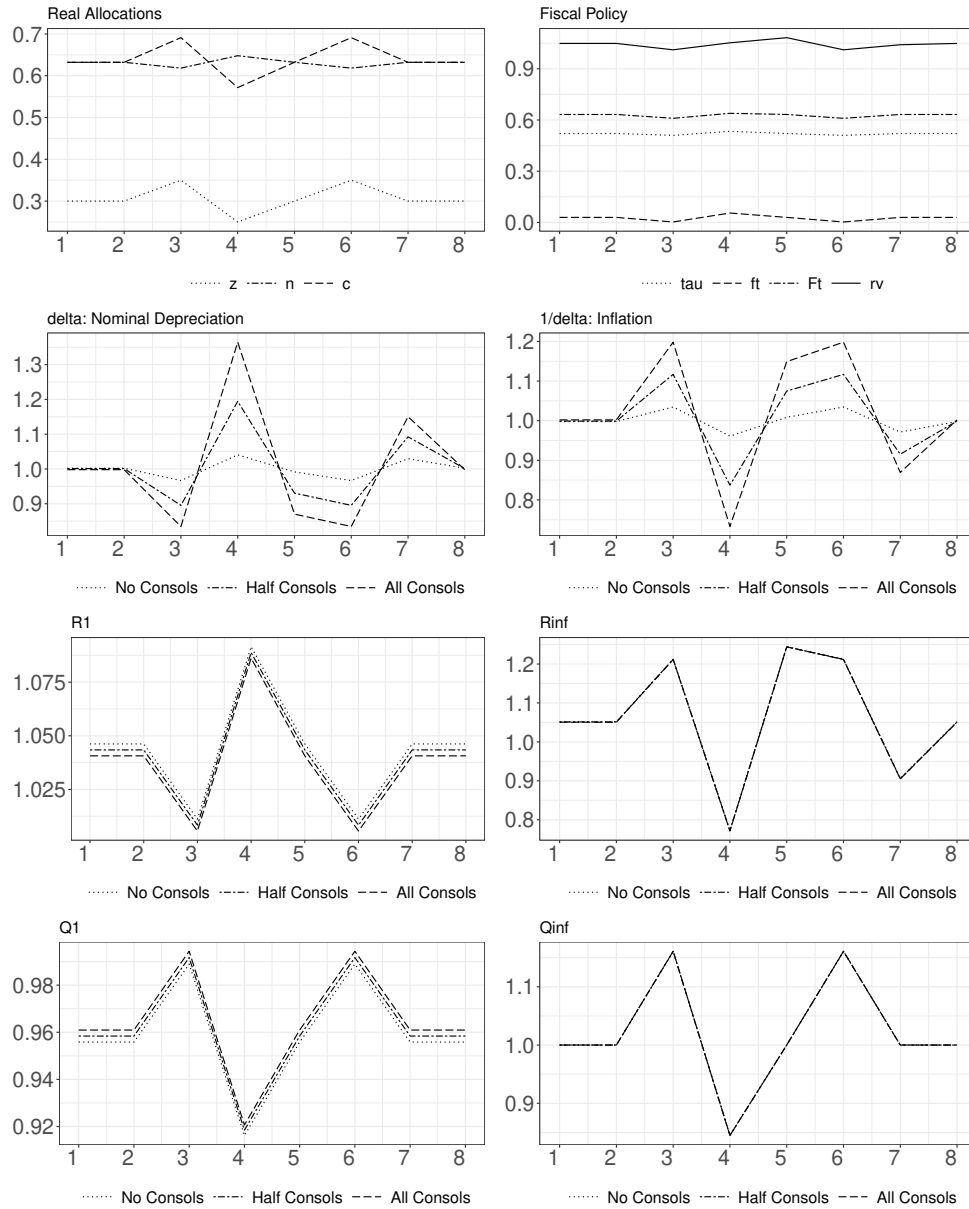 Real Allocations
0.7
0.6
0.5
0.4
0.3
1 2 3 4 5 6 7 8
z n c
Fiscal Policy
0.9
0.6
0.3
0.0
1 2 3 4 5 6 7 8
tau ft Ft rv
delta: Nominal Depreciation
1.3
1.2
1.1
1.0
0.9
1 2 3 4 5 6 7 8
No Consols Half Consols All Consols
1/delta: Inflation
1.2
1.1
1.0
0.9
0.8
1 2 3 4 5 6 7 8
No Consols Half Consols All Consols
R1
1.075
1.050
1.025
1 2 3 4 5 6 7 8
No Consols Half Consols All Consols
Rinf
1.2
1.1
1.0
0.9
0.8
1 2 3 4 5 6 7 8
No Consols Half Consols All Consols
Q1
0.98
0.96
0.94
0.92
1 2 3 4 5 6 7 8
No Consols Half Consols All Consols
Qinf
1.1
1.0
0.9
1 2 3 4 5 6 7 8
No Consols Half Consols All Consols